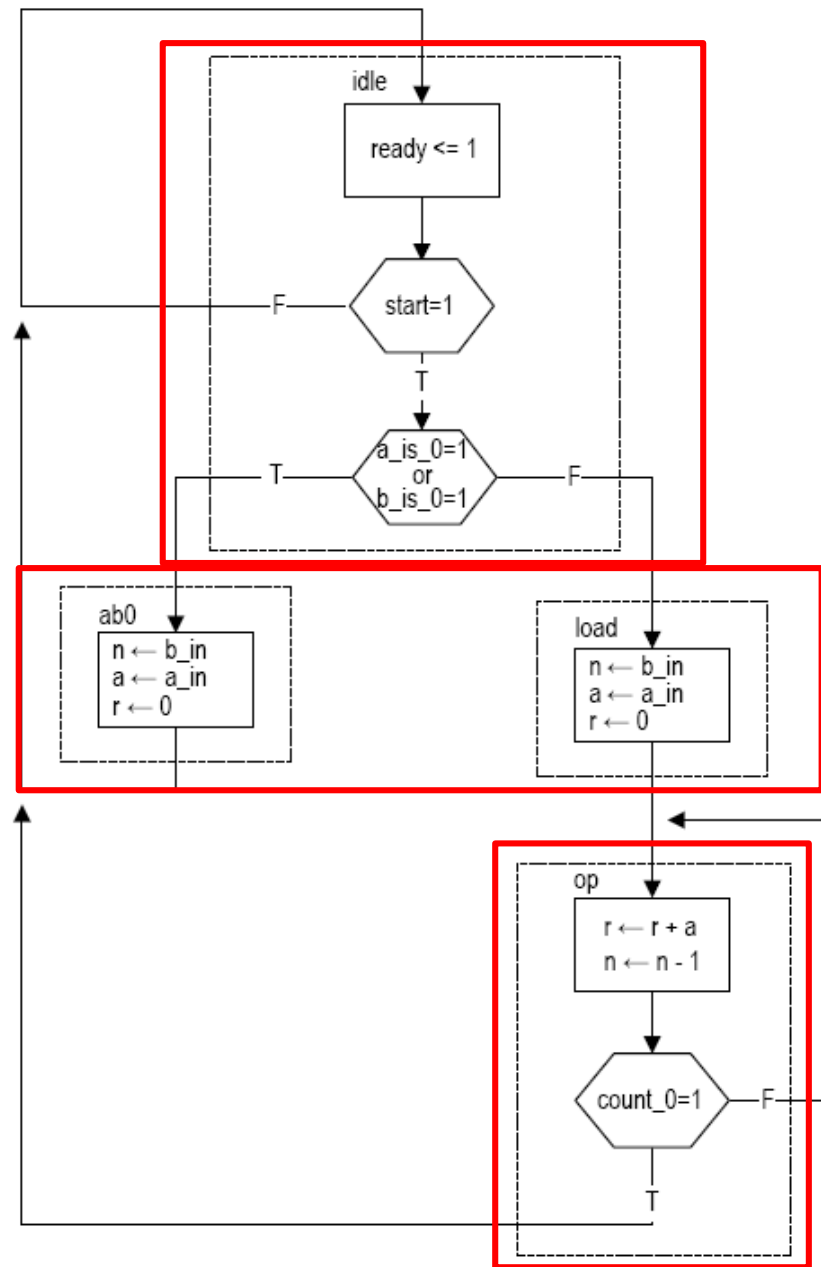 idle
ready <= 1
start=1
F
T
a_is_0=1
or
b_is_0=1
T
F
ab0
n ← b_in
a ← a_in
r ← 0
load
n ← b_in
a ← a_in
r ← 0
op
r ← r + a
n ← n - 1
count_0=1
F
T